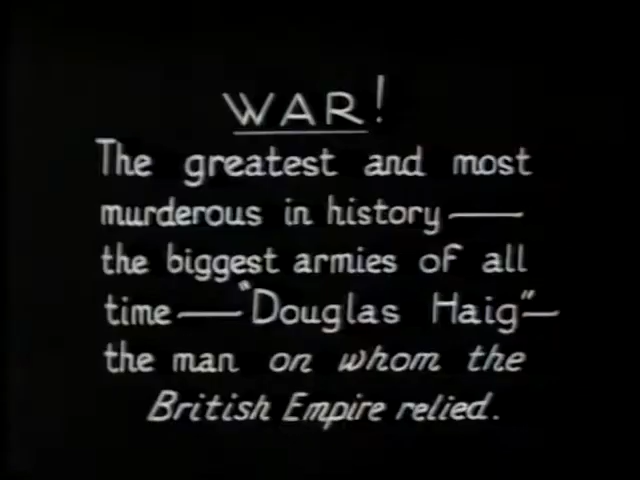 WAR!
The greatest and most
murderous in history —
the biggest armies of all
time — "Douglas Haig" —
the man on whom the
British Empire relied.